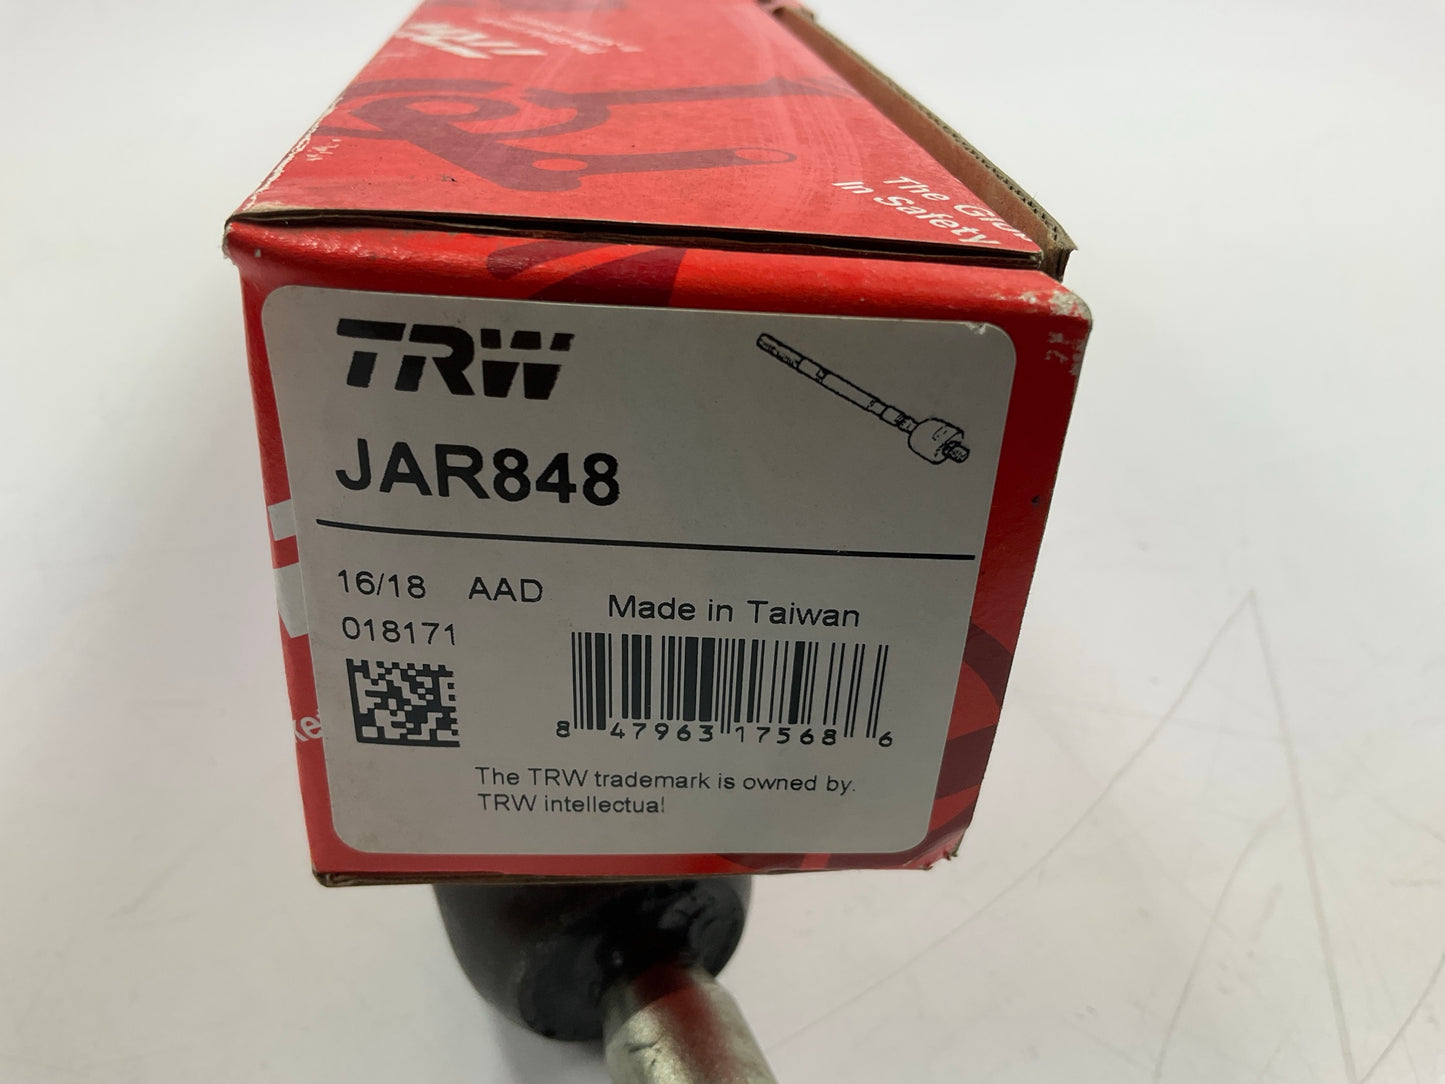 The
In Safety
TRW
JAR848
16/18 AAD
018171
Made in Taiwan
8 47963 17568 6
The TRW trademark is owned by.
TRW intellectual